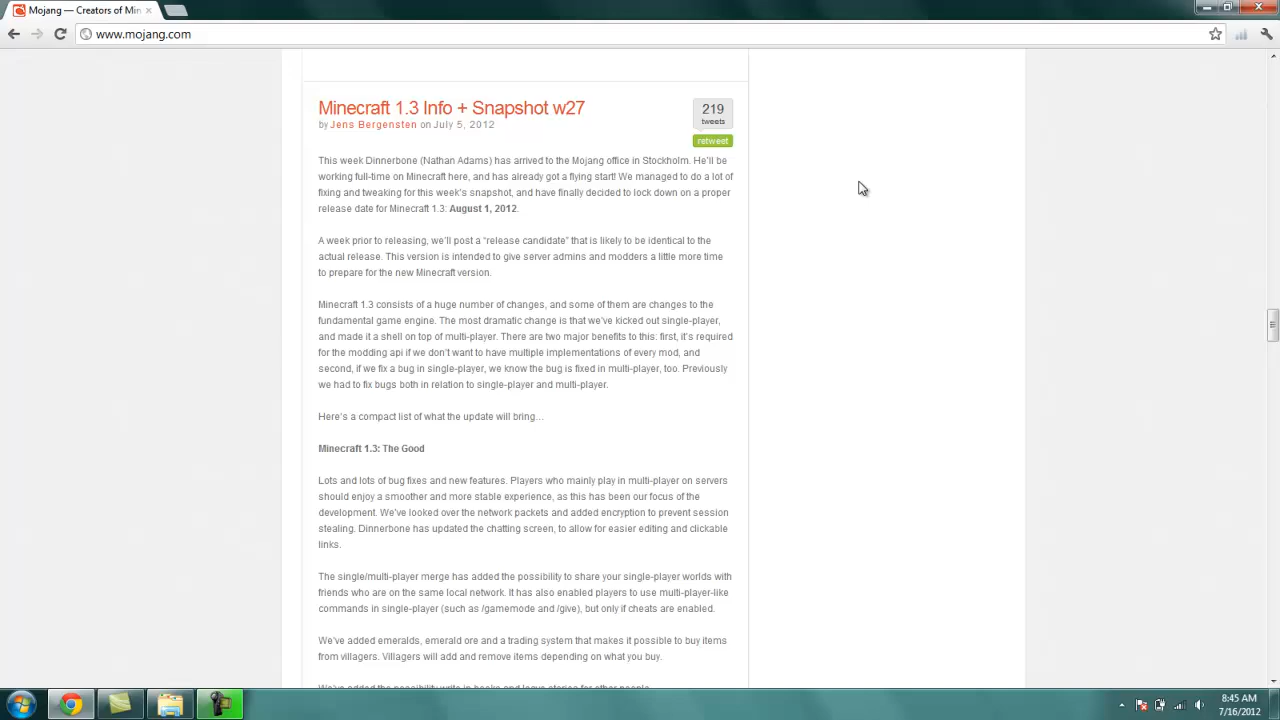 Mojang — Creators of Min
www.mojang.com
Minecraft 1.3 Info + Snapshot w27
by Jens Bergensten on July 5, 2012
219
tweets
retweet
This week Dinnerbone (Nathan Adams) has arrived to the Mojang office in Stockholm. He'll be
working full-time on Minecraft here, and has already got a flying start! We managed to do a lot of
fixing and tweaking for this week's snapshot, and have finally decided to lock down on a proper
release date for Minecraft 1.3: August 1, 2012.
A week prior to releasing, we'll post a “release candidate” that is likely to be identical to the
actual release. This version is intended to give server admins and modders a little more time
to prepare for the new Minecraft version.
Minecraft 1.3 consists of a huge number of changes, and some of them are changes to the
fundamental game engine. The most dramatic change is that we've kicked out single-player,
and made it a shell on top of multi-player. There are two major benefits to this: first, it's required
for the modding api if we don't want to have multiple implementations of every mod, and
second, if we fix a bug in single-player, we know the bug is fixed in multi-player, too. Previously
we had to fix bugs both in relation to single-player and multi-player.
Here's a compact list of what the update will bring…
Minecraft 1.3: The Good
Lots and lots of bug fixes and new features. Players who mainly play in multi-player on servers
should enjoy a smoother and more stable experience, as this has been our focus of the
development. We've looked over the network packets and added encryption to prevent session
stealing. Dinnerbone has updated the chatting screen, to allow for easier editing and clickable
links.
The single/multi-player merge has added the possibility to share your single-player worlds with
friends who are on the same local network. It has also enabled players to use multi-player-like
commands in single-player (such as /gamemode and /give), but only if cheats are enabled.
We've added emeralds, emerald ore and a trading system that makes it possible to buy items
from villagers. Villagers will add and remove items depending on what you buy.
We've added the possibility write in books and leave stories for other people
8:45 AM
7/16/2012